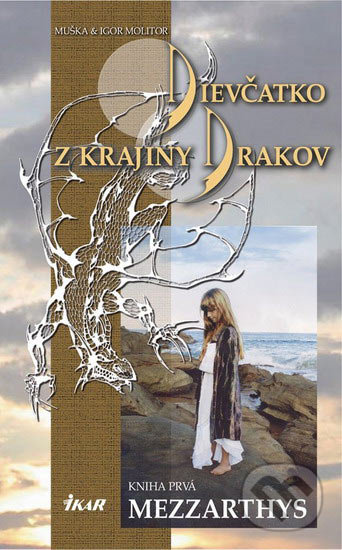 MUŠKA & IGOR MOLITOR
DIEVČATKO
Z KRAJINY DRAKOV
KNIHA PRVÁ
MEZZARTHYS
IKAR
m